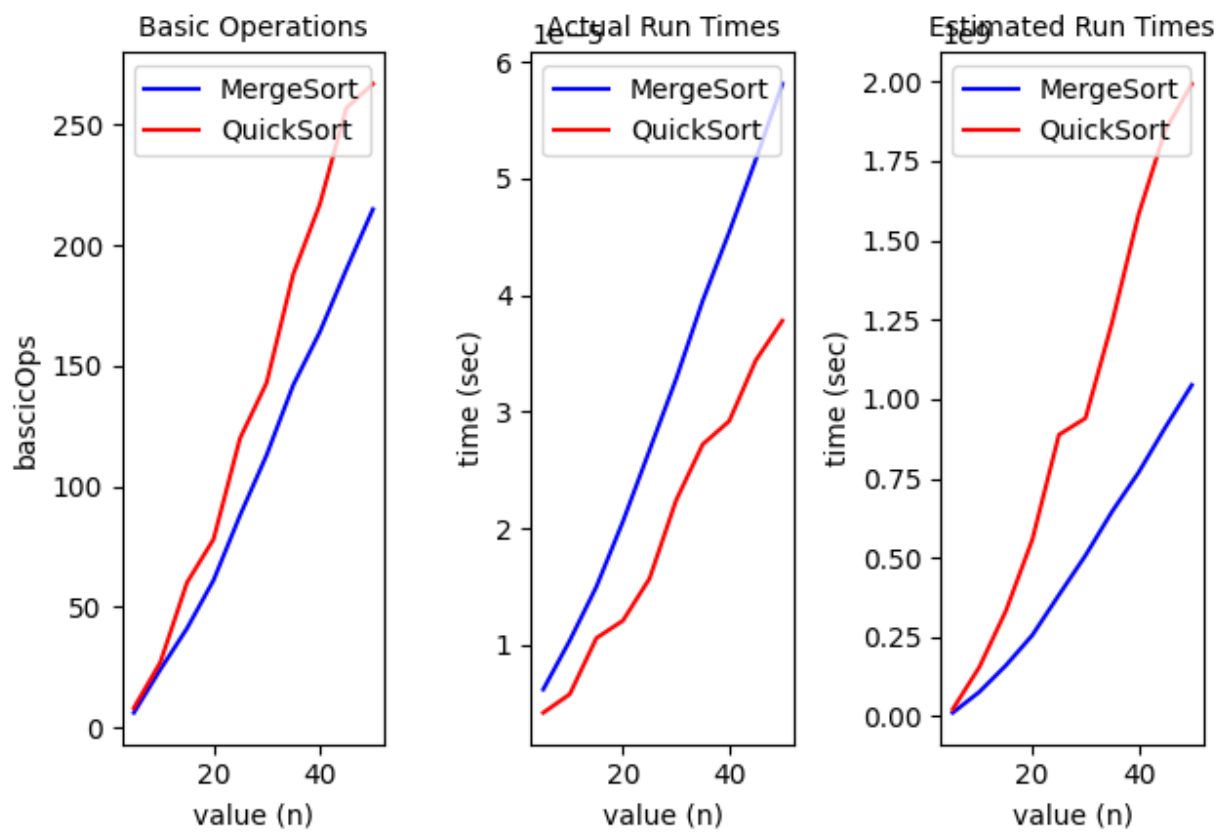 Basic Operations
Actual Run Times
Estimated Run Times
1e−5
1e9
MergeSort
QuickSort
MergeSort
QuickSort
MergeSort
QuickSort
250
200
150
100
50
0
bascicOps
20 40
value (n)
6
5
4
3
2
1
time (sec)
20 40
value (n)
2.00
1.75
1.50
1.25
1.00
0.75
0.50
0.25
0.00
time (sec)
20 40
value (n)